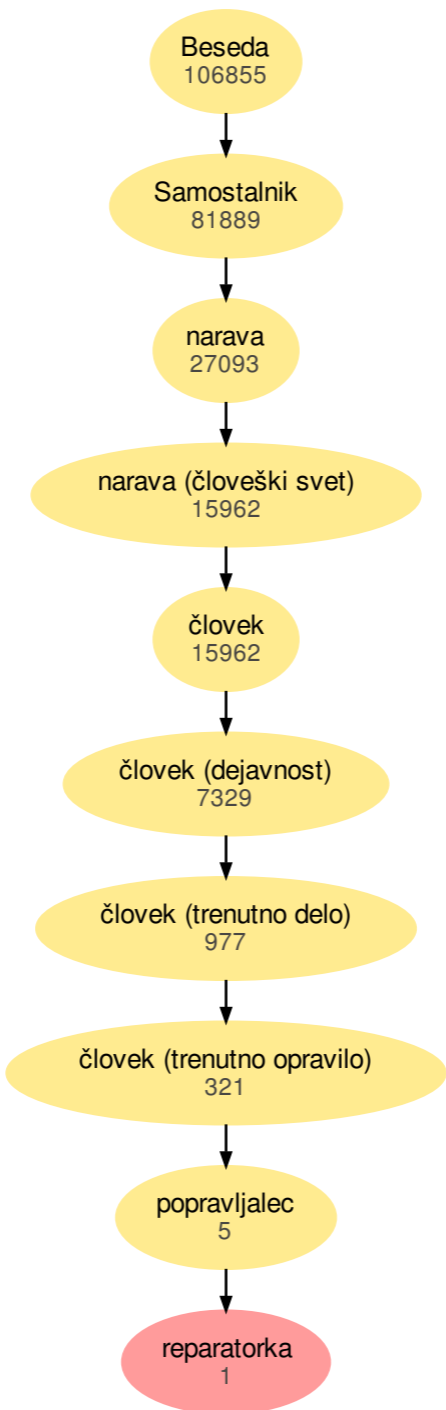 Beseda
106855
Samostalnik
81889
narava
27093
narava (človeški svet)
15962
človek
15962
človek (dejavnost)
7329
človek (trenutno delo)
977
človek (trenutno opravilo)
321
popravljalec
5
reparatorka
1